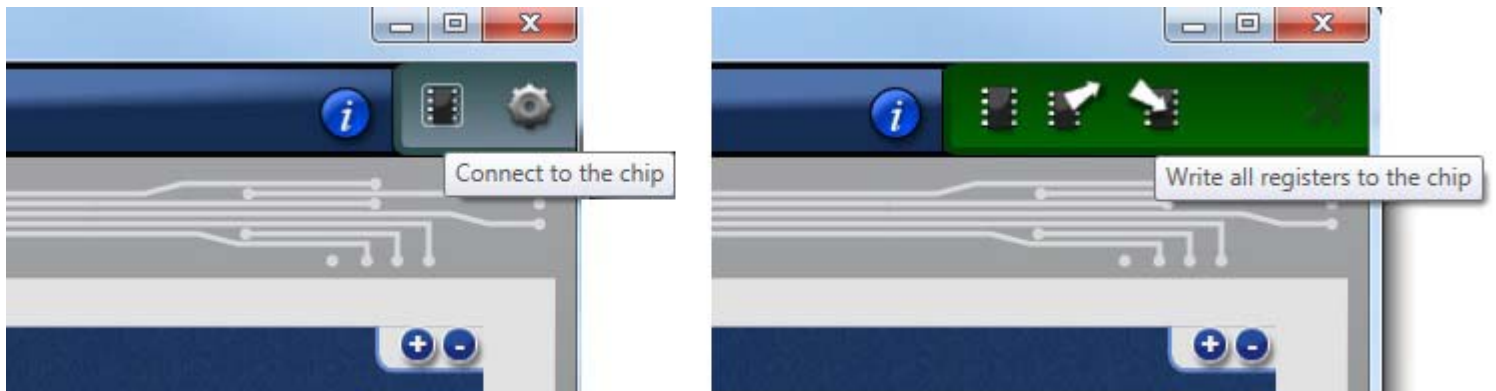 i
i
Connect to the chip
Write all registers to the chip
+ -
+ -